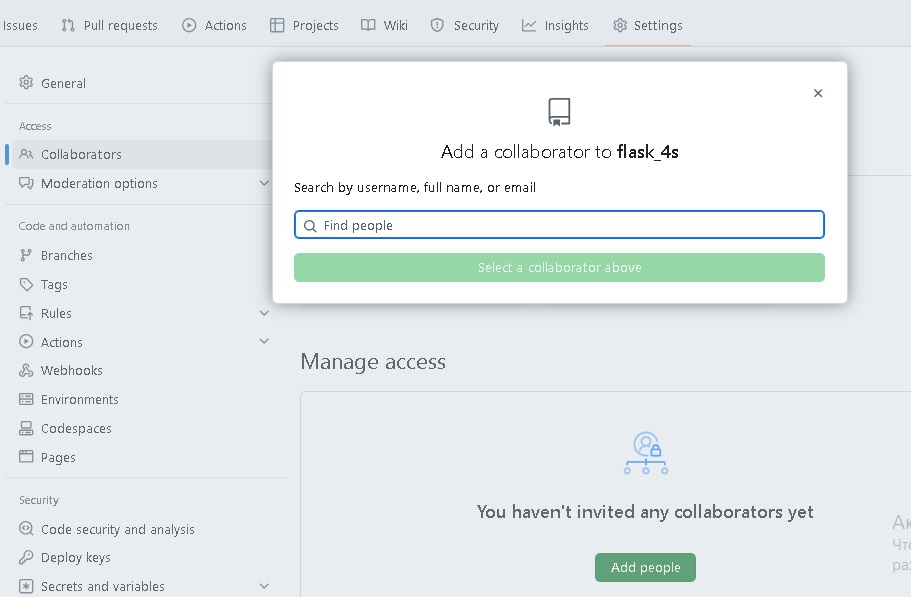 Issues Pull requests Actions Projects Wiki Security Insights Settings
General
Access
Collaborators
Moderation options
Code and automation
Branches
Tags
Rules
Actions
Webhooks
Environments
Codespaces
Pages
Security
Code security and analysis
Deploy keys
Secrets and variables
Add a collaborator to flask_4s
Search by username, full name, or email
Find people
Select a collaborator above
Manage access
You haven't invited any collaborators yet
Add people